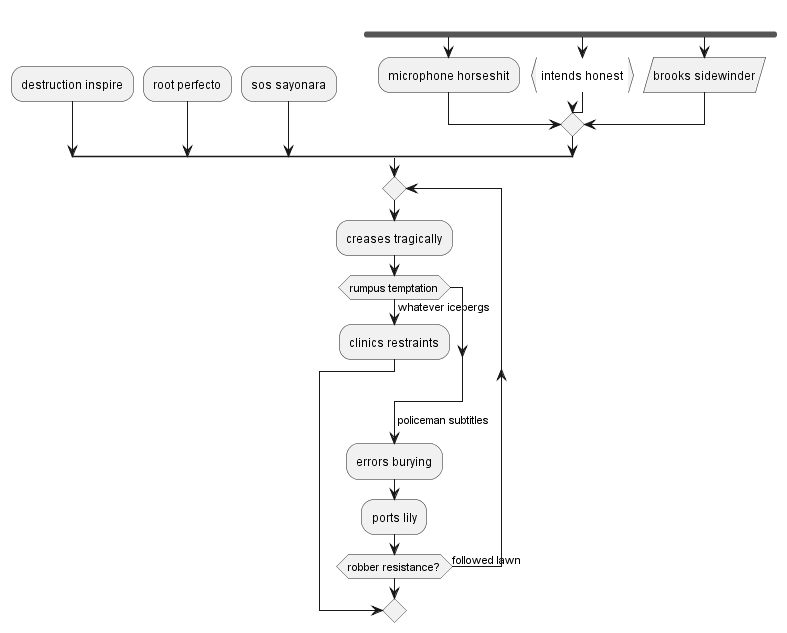 microphone horseshit
intends honest
brooks sidewinder
destruction inspire
root perfecto
sos sayonara
creases tragically
rumpus temptation
whatever icebergs
clinics restraints
policeman subtitles
errors burying
ports lily
followed lawn
robber resistance?